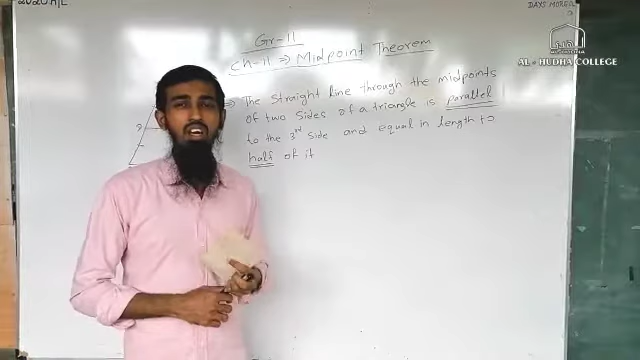 Gr-11
Ch-11 ⇒ Midpoint Theorem
⇒ The straight line through the midpoints
of two sides of a triangle is parallel
to the 3rd side and equal in length to
half of it
AL - HUDHA COLLEGE